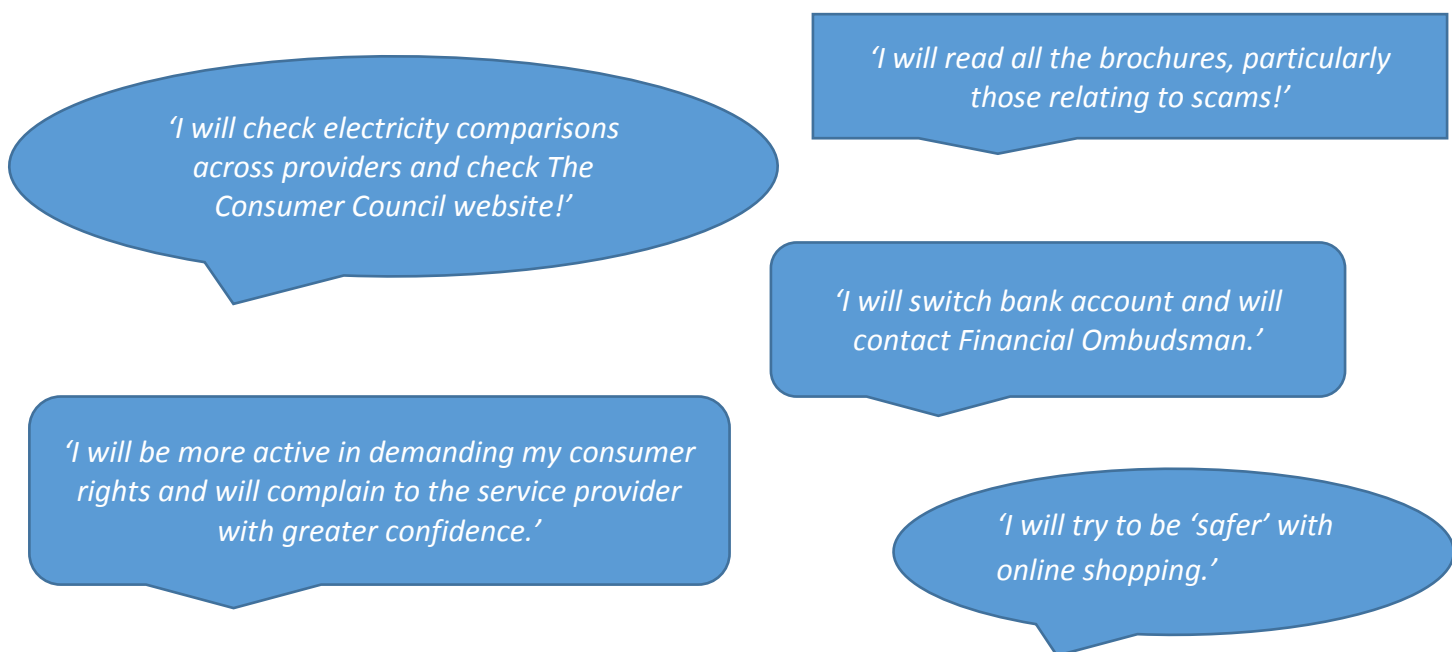 ‘I will read all the brochures, particularly
those relating to scams!’
‘I will check electricity comparisons
across providers and check The
Consumer Council website!’
‘I will switch bank account and will
contact Financial Ombudsman.’
‘I will be more active in demanding my consumer
rights and will complain to the service provider
with greater confidence.’
‘I will try to be ‘safer’ with
online shopping.’